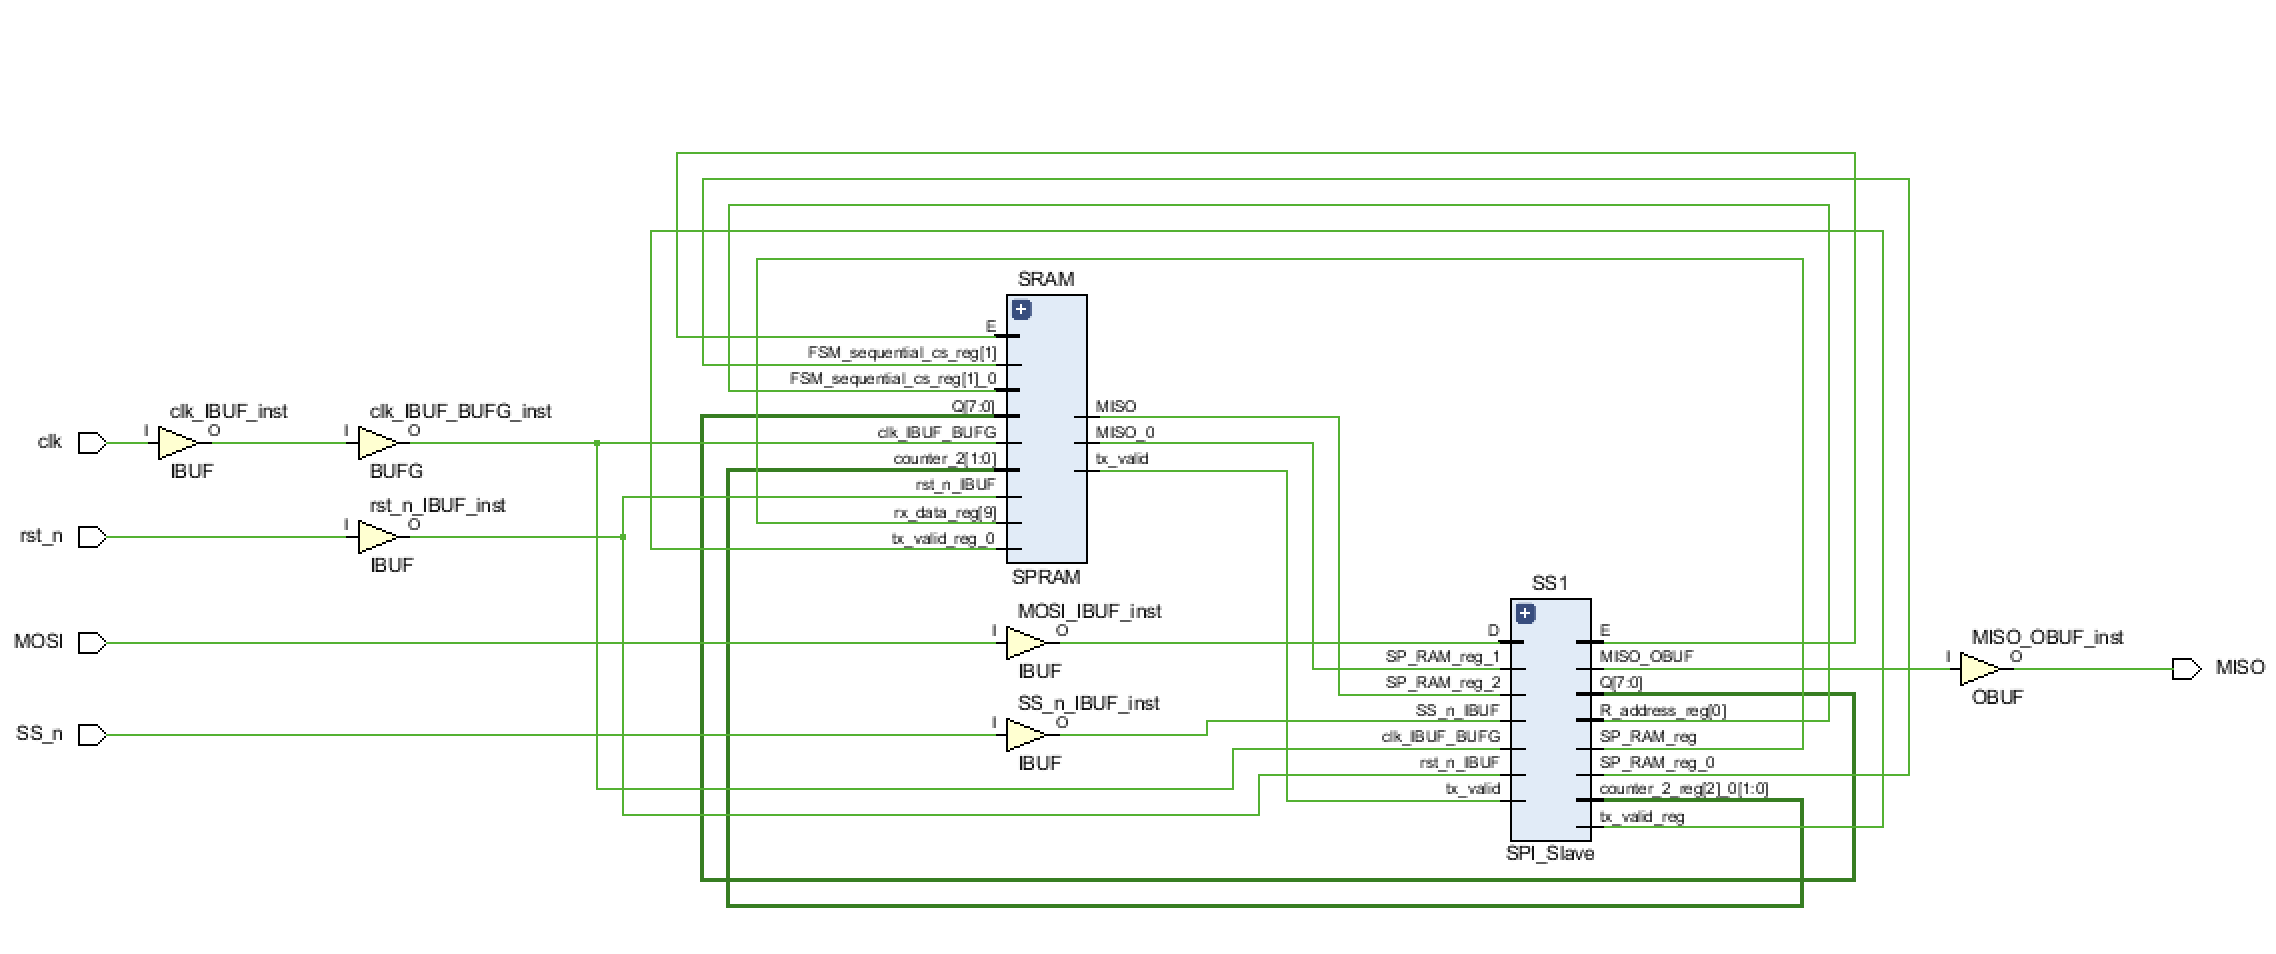 SRAM
E
FSM_sequential_cs_reg[1]
FSM_sequential_cs_reg[1]_0
Q[7:0]
clk_IBUF_BUFG
counter_2[1:0]
rst_n_IBUF
rx_data_reg[9]
tx_valid_reg_0
MISO
MISO_0
tx_valid
SPRAM
clk
I
clk_IBUF_inst
O
IBUF
I
clk_IBUF_BUFG_inst
O
BUFG
rst_n
I
rst_n_IBUF_inst
O
IBUF
MOSI
I
MOSI_IBUF_inst
O
IBUF
SS_n
I
SS_n_IBUF_inst
O
IBUF
SS1
D
SP_RAM_reg_1
SP_RAM_reg_2
SS_n_IBUF
clk_IBUF_BUFG
rst_n_IBUF
tx_valid
E
MISO_OBUF
Q[7:0]
R_address_reg[0]
SP_RAM_reg
SP_RAM_reg_0
counter_2_reg[2]_0[1:0]
tx_valid_reg
SPI_Slave
I
MISO_OBUF_inst
O
OBUF
MISO